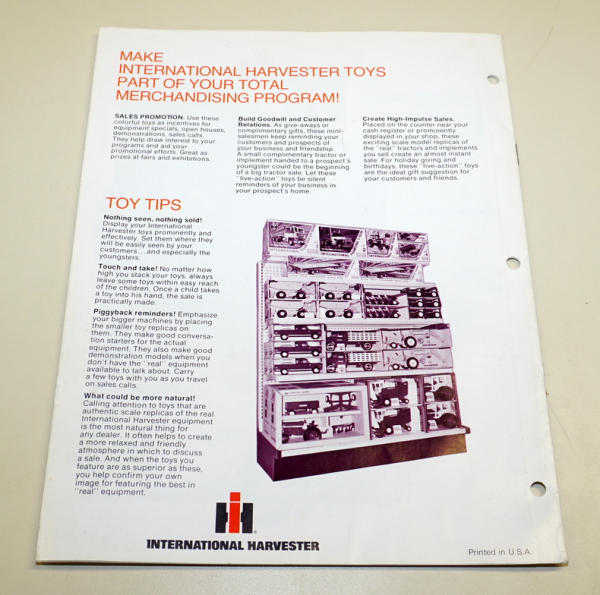 MAKE
INTERNATIONAL HARVESTER TOYS
PART OF YOUR TOTAL
MERCHANDISING PROGRAM!
SALES PROMOTION. Use these
colorful toys as incentives for
equipment specials, open houses,
demonstrations, sales calls.
They help draw interest to your
programs and aid your
promotional efforts. Great as
prizes at fairs and exhibitions.
Build Goodwill and Customer
Relations. As give-aways or
complimentary gifts, these mini-
salesmen keep reminding your
customers and prospects of
your business and friendship.
A small complimentary tractor or
implement handed to a prospect's
youngster could be the beginning
of a big tractor sale. Let these
"live-action" toys be silent
reminders of your business in
your prospect's home.
Create High-Impulse Sales.
Placed on the counter near your
cash register or prominently
displayed in your shop, these
exciting scale model replicas of
the "real" tractors and implements
you sell create an almost instant
sale. For holiday giving and
birthdays, these "live-action" toys
are the ideal gift suggestion for
your customers and friends.
TOY TIPS
Nothing seen, nothing sold!
Display your International
Harvester toys prominently and
effectively. Set them where they
will be easily seen by your
customers...and especially the
youngsters.
Touch and take! No matter how
high you stack your toys, always
leave some toys within easy reach
of the children. Once a child takes
a toy into his hand, the sale is
practically made.
Piggyback reminders! Emphasize
your bigger machines by placing
the smaller toy replicas on
them. They make good conversa-
tion starters for the actual
equipment. They also make good
demonstration models when you
don't have the "real" equipment
available to talk about. Carry
a few toys with you as you travel
on sales calls.
What could be more natural!
Calling attention to toys that are
authentic scale replicas of the real
International Harvester equipment
is the most natural thing for
any dealer. It often helps to create
a more relaxed and friendly
atmosphere in which to discuss
a sale. And when the toys you
feature are as superior as these,
you help confirm your own
image for featuring the best in
"real" equipment.
IH
®
INTERNATIONAL HARVESTER
Printed in U.S.A.